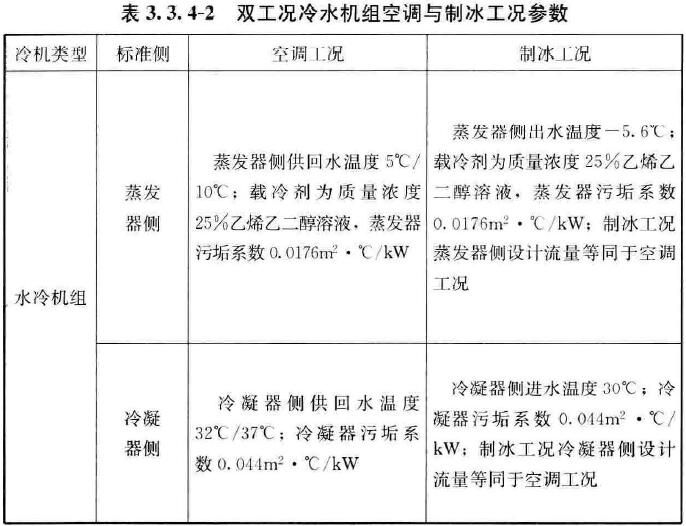 表 3.3.4-2 双工况冷水机组空调与制冰工况参数
冷机类型 标准侧 空调工况 制冰工况
水冷机组
蒸发
器侧
蒸发器侧供回水温度 5℃/
10℃；载冷剂为质量浓度
25%乙烯乙二醇溶液，蒸发器
污垢系数 0.0176m²·℃/kW
蒸发器侧出水温度－5.6℃；
载冷剂为质量浓度 25%乙烯乙
二醇溶液，蒸发器污垢系数
0.0176m²·℃/kW；制冰工况
蒸发器侧设计流量等同于空调
工况
冷凝
器侧
冷凝器侧供回水温度
32℃/37℃；冷凝器污垢系
数 0.044m²·℃/kW
冷凝器侧进水温度 30℃；冷
凝器污垢系数 0.044m²·℃/
kW；制冰工况冷凝器侧设计
流量等同于空调工况